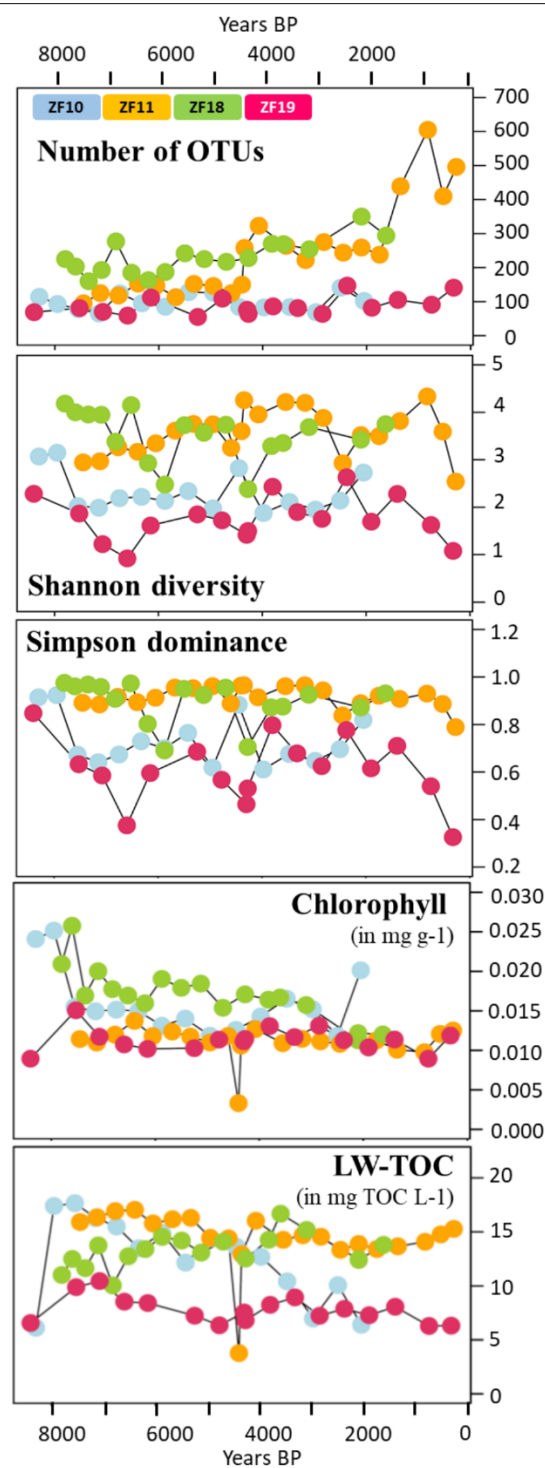 Years BP
8000 6000 4000 2000
ZF10 ZF11 ZF18 ZF19
Number of OTUs
700
600
500
400
300
200
100
0
Shannon diversity
5
4
3
2
1
0
Simpson dominance
1.2
1.0
0.8
0.6
0.4
0.2
Chlorophyll
(in mg g-1)
0.030
0.025
0.020
0.015
0.010
0.005
0.000
LW-TOC
(in mg TOC L-1)
20
15
10
5
0
8000 6000 4000 2000 0
Years BP